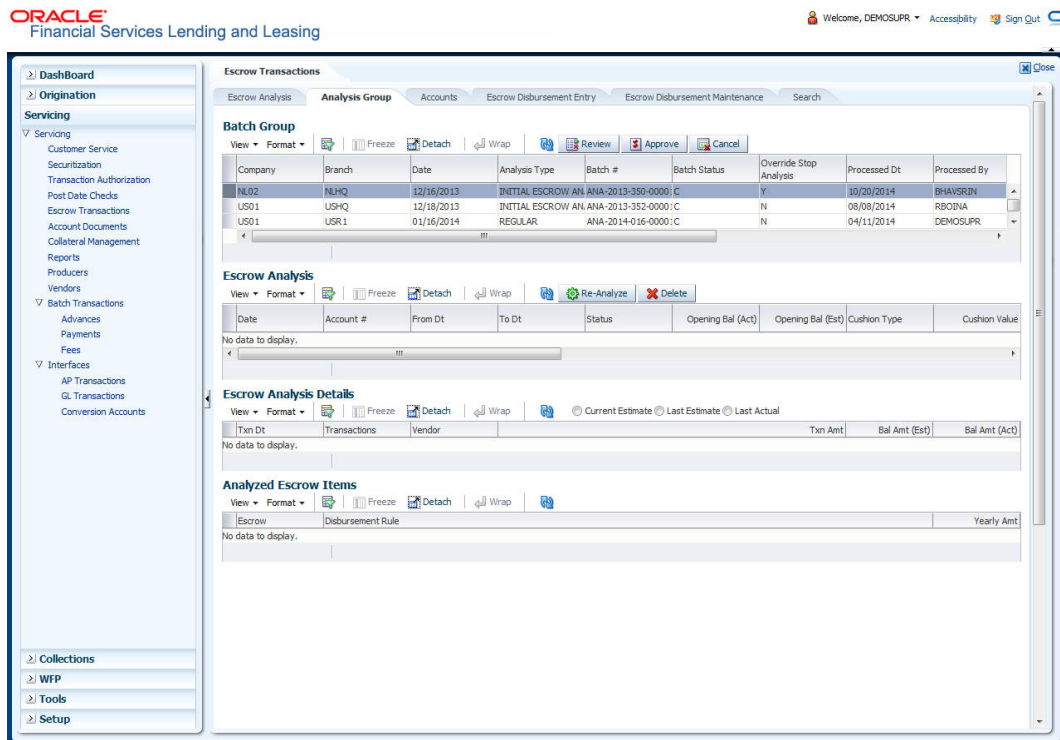 ORACLE
Financial Services Lending and Leasing
Welcome, DEMOSUPR Accessibility Sign Out
Close
DashBoard
Origination
Servicing
Servicing
Customer Service
Securitization
Transaction Authorization
Post Date Checks
Escrow Transactions
Account Documents
Collateral Management
Reports
Producers
Vendors
Batch Transactions
Advances
Payments
Fees
Interfaces
AP Transactions
GL Transactions
Conversion Accounts
Collections
WFP
Tools
Setup
Escrow Transactions
Escrow Analysis Analysis Group Accounts Escrow Disbursement Entry Escrow Disbursement Maintenance Search
Batch Group
View Format Freeze Detach Wrap Review Approve Cancel
Company Branch Date Analysis Type Batch # Batch Status Override Stop Analysis Processed Dt Processed By
NL02 NLHQ 12/16/2013 INITIAL ESCROW AN ANA-2013-350-0000 C Y 10/20/2014 BHAVSRIN
US01 USHQ 12/18/2013 INITIAL ESCROW AN ANA-2013-352-0000 C N 08/08/2014 RBOINA
US01 USR1 01/16/2014 REGULAR ANA-2014-016-0000 C N 04/11/2014 DEMOSUPR
Escrow Analysis
View Format Freeze Detach Wrap Re-Analyze Delete
Date Account # From Dt To Dt Status Opening Bal (Act) Opening Bal (Est) Cushion Type Cushion Value
No data to display.
Escrow Analysis Details
View Format Freeze Detach Wrap Current Estimate Last Estimate Last Actual
Txn Dt Transactions Vendor Txn Amt Bal Amt (Est) Bal Amt (Act)
No data to display.
Analyzed Escrow Items
View Format Freeze Detach Wrap
Escrow Disbursement Rule Yearly Amt
No data to display.